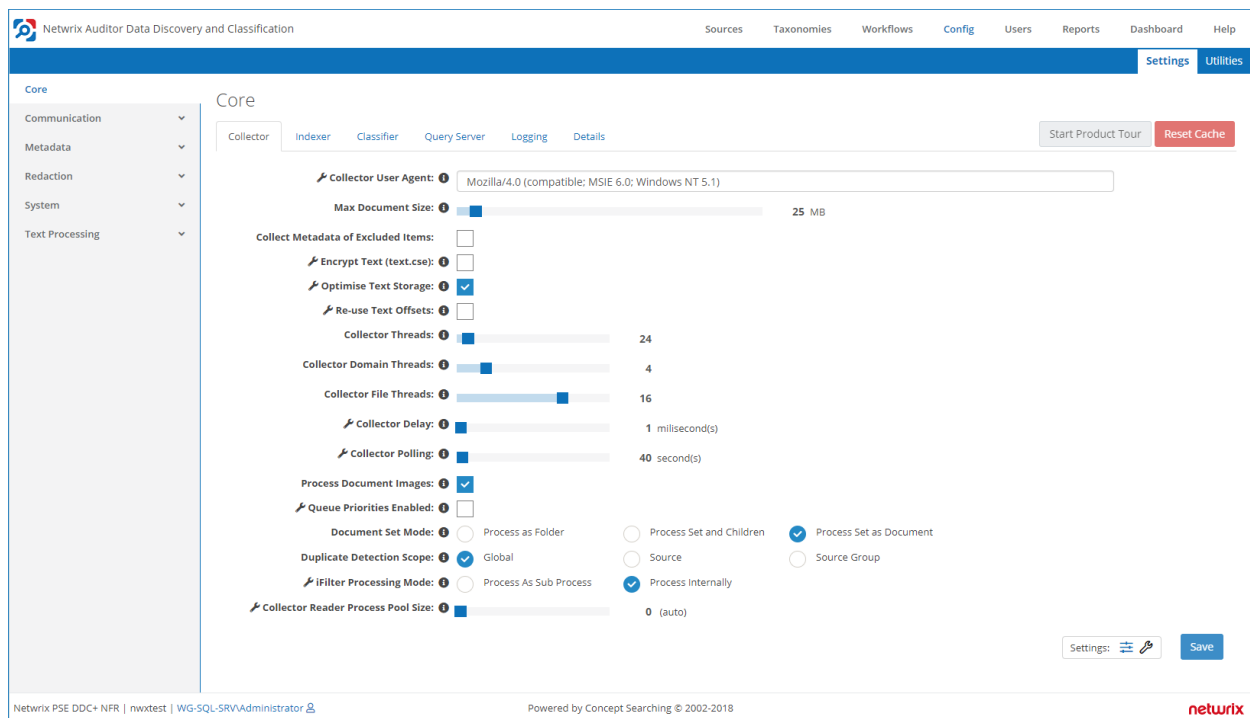 Netwrix Auditor Data Discovery and Classification Sources Taxonomies Workflows Config Users Reports Dashboard Help
Settings Utilities
Core
Communication
Metadata
Redaction
System
Text Processing
Core
Collector Indexer Classifier Query Server Logging Details Start Product Tour Reset Cache
Collector User Agent: Mozilla/4.0 (compatible; MSIE 6.0; Windows NT 5.1)
Max Document Size: 25 MB
Collect Metadata of Excluded Items:
Encrypt Text (text.cse):
Optimise Text Storage:
Re-use Text Offsets:
Collector Threads: 24
Collector Domain Threads: 4
Collector File Threads: 16
Collector Delay: 1 milisecond(s)
Collector Polling: 40 second(s)
Process Document Images:
Queue Priorities Enabled:
Document Set Mode: Process as Folder Process Set and Children Process Set as Document
Duplicate Detection Scope: Global Source Source Group
iFilter Processing Mode: Process As Sub Process Process Internally
Collector Reader Process Pool Size: 0 (auto)
Settings: Save
Netwrix PSE DDC+ NFR | nwxtest | WG-SQL-SRV\Administrator Powered by Concept Searching © 2002-2018 netwrix